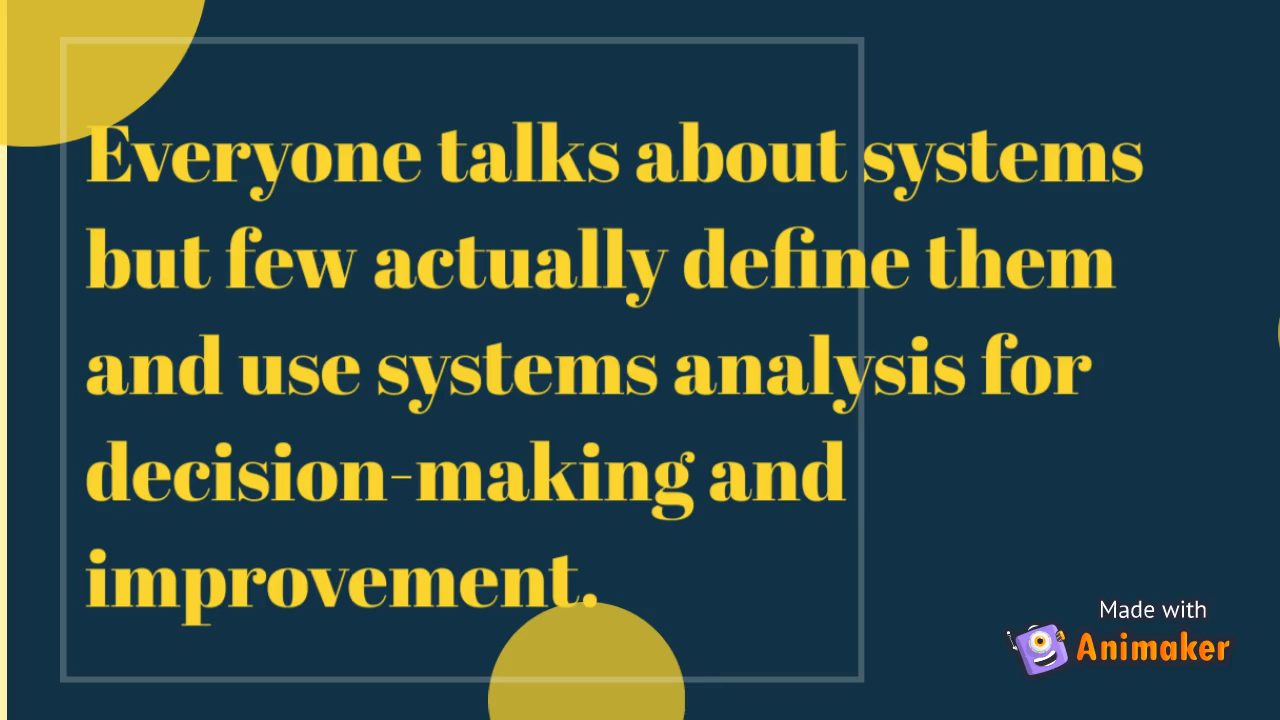 Everyone talks about systems
but few actually define them
and use systems analysis for
decision-making and
improvement.
Made with
Animaker